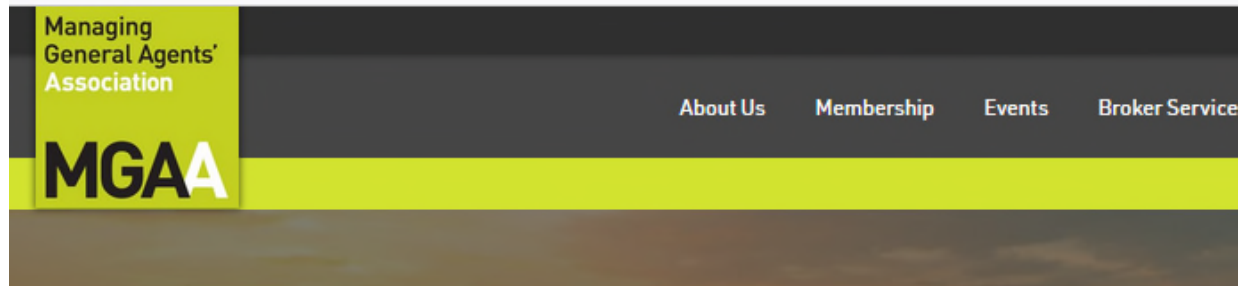 Managing
General Agents'
Association
MGAA
About Us Membership Events Broker Service